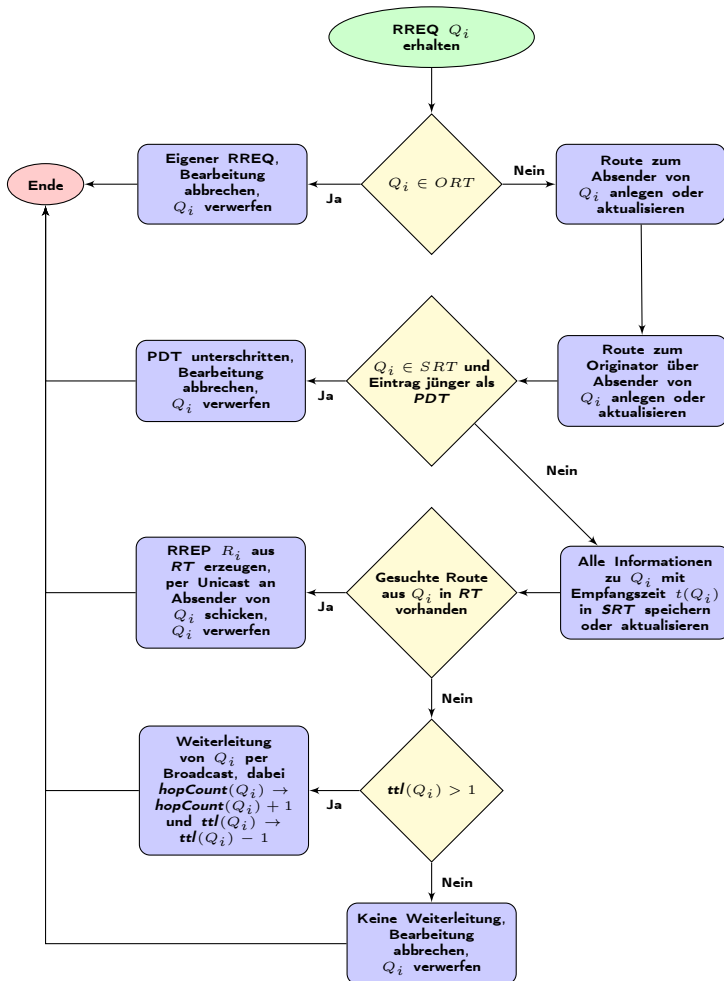 RREQ Q_i
erhalten
Ende
Eigener RREQ,
Bearbeitung
abbrechen,
Q_i verwerfen
Ja
Q_i ∈ ORT
Nein
Route zum
Absender von
Q_i anlegen oder
aktualisieren
PDT unterschritten,
Bearbeitung
abbrechen,
Q_i verwerfen
Ja
Q_i ∈ SRT und
Eintrag jünger als
PDT
Route zum
Originator über
Absender von
Q_i anlegen oder
aktualisieren
Nein
RREP R_i aus
RT erzeugen,
per Unicast an
Absender von
Q_i schicken,
Q_i verwerfen
Ja
Gesuchte Route
aus Q_i in RT
vorhanden
Alle Informationen
zu Q_i mit
Empfangszeit t(Q_i)
in SRT speichern
oder aktualisieren
Nein
Weiterleitung
von Q_i per
Broadcast, dabei
hopCount(Q_i) →
hopCount(Q_i) + 1
und ttl(Q_i) →
ttl(Q_i) − 1
Ja
ttl(Q_i) > 1
Nein
Keine Weiterleitung,
Bearbeitung
abbrechen,
Q_i verwerfen